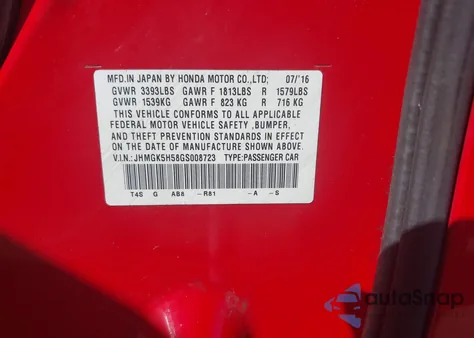 MFD.IN JAPAN BY HONDA MOTOR CO.,LTD; 07/'16
GVWR 3393LBS GAWR F 1813LBS R 1579LBS
GVWR 1539KG GAWR F 823 KG R 716 KG
THIS VEHICLE CONFORMS TO ALL APPLICABLE
FEDERAL MOTOR VEHICLE SAFETY ,BUMPER,
AND THEFT PREVENTION STANDARDS IN EFFECT
ON THE DATE OF MANUFACTURE SHOWN ABOVE.
V.I.N.: JHMGK5H58GS008723 TYPE:PASSENGER CAR
T4S G AB8 -R81 -A -S
autoSnap